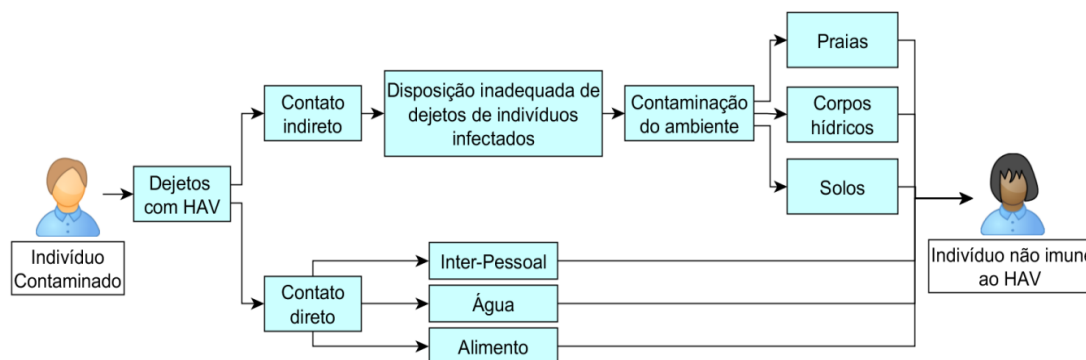 Indivíduo
Contaminado
Dejetos
com HAV
Contato
indireto
Disposição inadequada de
dejetos de indivíduos
infectados
Contaminação
do ambiente
Praias
Corpos
hídricos
Solos
Contato
direto
Inter-Pessoal
Água
Alimento
Indivíduo não imune
ao HAV